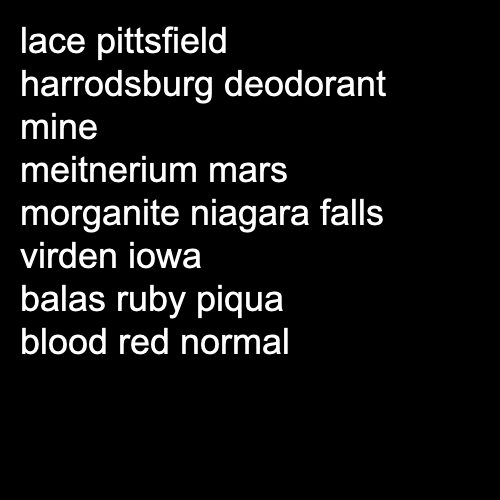 lace pittsfield
harrodsburg deodorant
mine
meitnerium mars
morganite niagara falls
virden iowa
balas ruby piqua
blood red normal